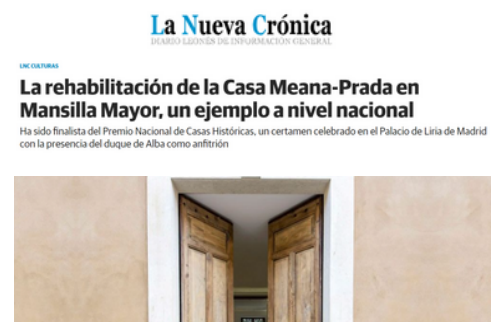 La Nueva Crónica
DIARIO LEONÉS DE INFORMACIÓN GENERAL
LNC CULTURAS
La rehabilitación de la Casa Meana-Prada en
Mansilla Mayor, un ejemplo a nivel nacional
Ha sido finalista del Premio Nacional de Casas Históricas, un certamen celebrado en el Palacio de Liria de Madrid
con la presencia del duque de Alba como anfitrión